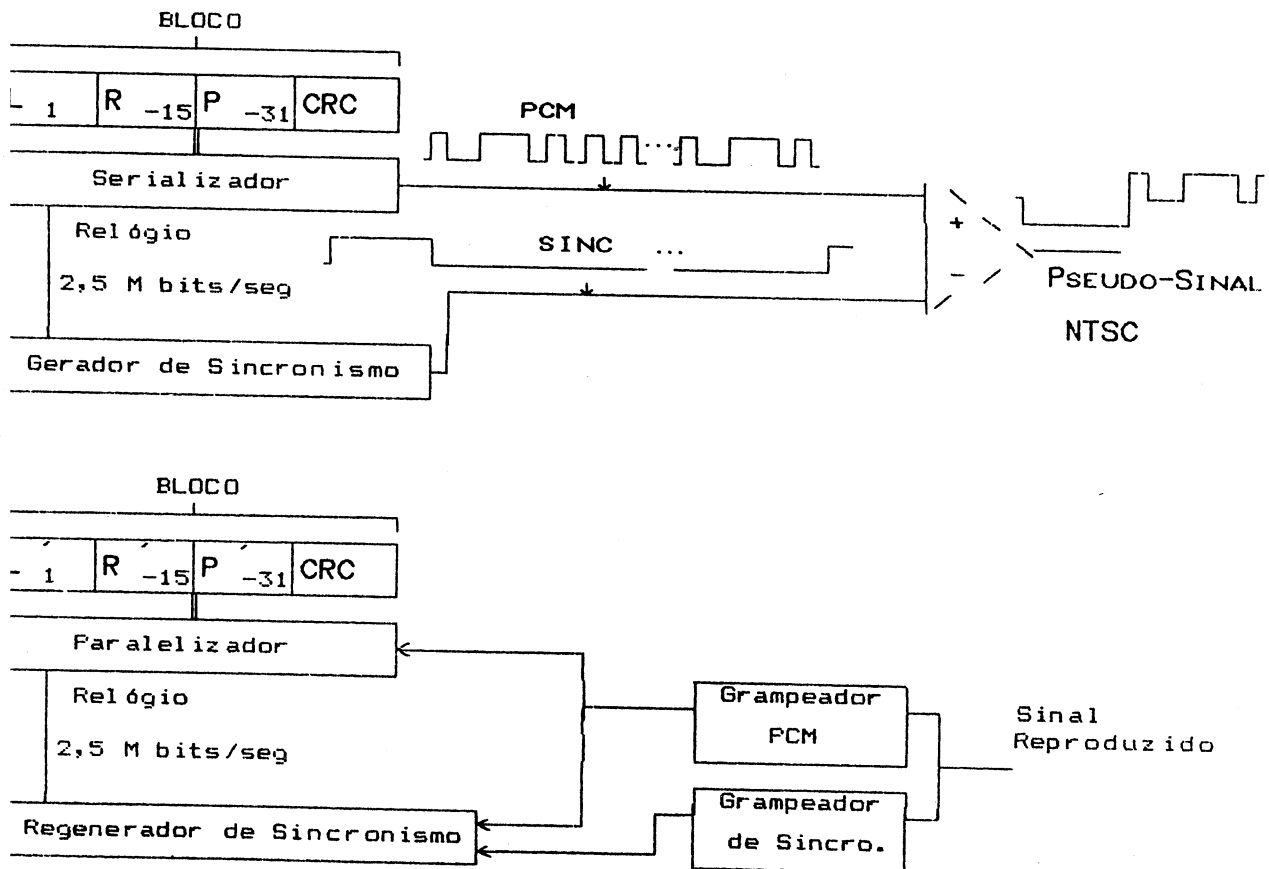 BLOCO
L 1 R -15 P -31 CRC
PCM
Serializador
Relógio
SINC ...
2,5 M bits/seg
+
-
PSEUDO-SINAL
NTSC
Gerador de Sincronismo
BLOCO
1 R' -15 P' -31 CRC
Paralelizador
Relógio
2,5 M bits/seg
Grampeador
PCM
Sinal
Reproduzido
Grampeador
de Sincro.
Regenerador de Sincronismo